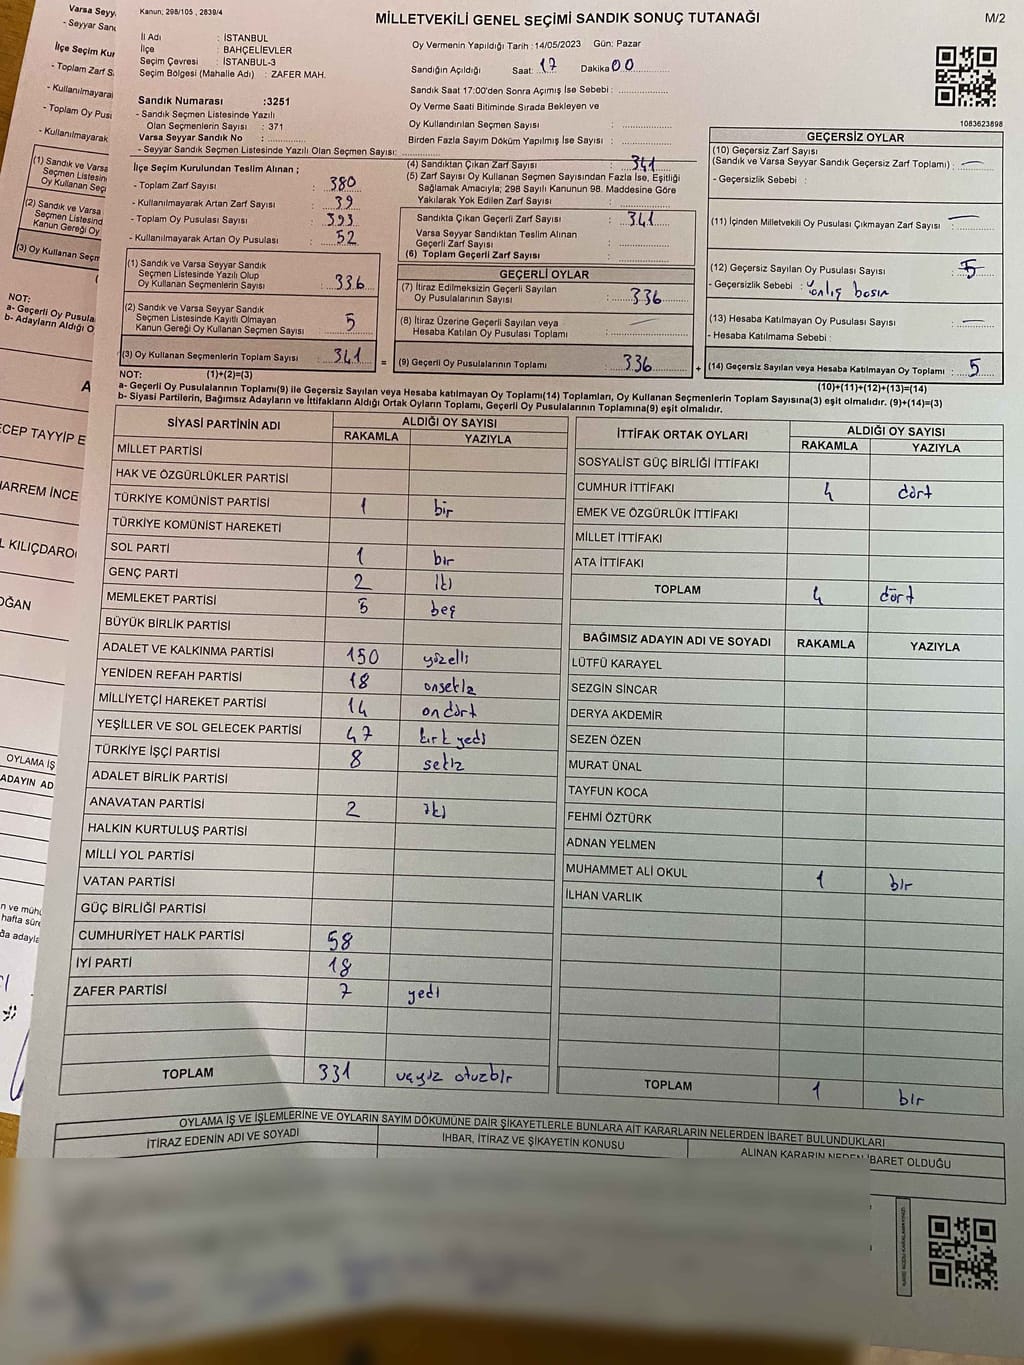 Kanun; 298/105 , 2839/4
MİLLETVEKİLİ GENEL SEÇİMİ SANDIK SONUÇ TUTANAĞI
M/2
İl Adı : İSTANBUL
İlçe : BAHÇELİEVLER
Seçim Çevresi : İSTANBUL-3
Seçim Bölgesi (Mahalle Adı) : ZAFER MAH.
Sandık Numarası :3251
- Sandık Seçmen Listesinde Yazılı
Olan Seçmenlerin Sayısı : 371
Varsa Seyyar Sandık No :
- Seyyar Sandık Seçmen Listesinde Yazılı Olan Seçmen Sayısı:
Oy Vermenin Yapıldığı Tarih : 14/05/2023 Gün: Pazar
Sandığın Açıldığı Saat: 17 Dakika 00
Sandık Saat 17:00'den Sonra Açımış İse Sebebi :
Oy Verme Saati Bitiminde Sırada Bekleyen ve
Oy Kullandırılan Seçmen Sayısı :
Birden Fazla Sayım Döküm Yapılmış İse Sayısı :
1083623898
İlçe Seçim Kurulundan Teslim Alınan ;
- Toplam Zarf Sayısı : 380
- Kullanılmayarak Artan Zarf Sayısı : 39
- Toplam Oy Pusulası Sayısı : 393
- Kullanılmayarak Artan Oy Pusulası : 52
(1) Sandık ve Varsa Seyyar Sandık
Seçmen Listesinde Yazılı Olup
Oy Kullanan Seçmenlerin Sayısı : 336
(2) Sandık ve Varsa Seyyar Sandık
Seçmen Listesinde Kayıtlı Olmayan
Kanun Gereği Oy Kullanan Seçmen Sayısı : 5
(3) Oy Kullanan Seçmenlerin Toplam Sayısı : 341 =
(4) Sandıktan Çıkan Zarf Sayısı : 341
(5) Zarf Sayısı Oy Kullanan Seçmen Sayısından Fazla İse, Eşitliği
Sağlamak Amacıyla; 298 Sayılı Kanunun 98. Maddesine Göre
Yakılarak Yok Edilen Zarf Sayısı :
Sandıkta Çıkan Geçerli Zarf Sayısı : 341
Varsa Seyyar Sandıktan Teslim Alınan
Geçerli Zarf Sayısı :
(6) Toplam Geçerli Zarf Sayısı :
GEÇERLİ OYLAR
(7) İtiraz Edilmeksizin Geçerli Sayılan
Oy Pusulalarının Sayısı : 336
(8) İtiraz Üzerine Geçerli Sayılan veya
Hesaba Katılan Oy Pusulası Toplamı :
(9) Geçerli Oy Pusulalarının Toplamı : 336 +
GEÇERSİZ OYLAR
(10) Geçersiz Zarf Sayısı
(Sandık ve Varsa Seyyar Sandık Geçersiz Zarf Toplamı) :
- Geçersizlik Sebebi :
(11) İçinden Milletvekili Oy Pusulası Çıkmayan Zarf Sayısı :
(12) Geçersiz Sayılan Oy Pusulası Sayısı : 5
- Geçersizlik Sebebi : Yanlış basım
(13) Hesaba Katılmayan Oy Pusulası Sayısı :
- Hesaba Katılmama Sebebi :
(14) Geçersiz Sayılan veya Hesaba Katılmayan Oy Toplamı : 5
NOT: (1)+(2)=(3)
(10)+(11)+(12)+(13)=(14)
a- Geçerli Oy Pusulalarının Toplamı(9) ile Geçersiz Sayılan veya Hesaba katılmayan Oy Toplamı(14) Toplamları, Oy Kullanan Seçmenlerin Toplam Sayısına(3) eşit olmalıdır. (9)+(14)=(3)
b- Siyasi Partilerin, Bağımsız Adayların ve İttifakların Aldığı Ortak Oyların Toplamı, Geçerli Oy Pusulalarının Toplamına(9) eşit olmalıdır.
SİYASİ PARTİNİN ADI ALDIĞI OY SAYISI
RAKAMLA YAZIYLA
MİLLET PARTİSİ
HAK VE ÖZGÜRLÜKLER PARTİSİ
TÜRKİYE KOMÜNİST PARTİSİ 1 bir
TÜRKİYE KOMÜNİST HAREKETİ
SOL PARTİ 1 bir
GENÇ PARTİ 2 iki
MEMLEKET PARTİSİ 5 beş
BÜYÜK BİRLİK PARTİSİ
ADALET VE KALKINMA PARTİSİ 150 yüzelli
YENİDEN REFAH PARTİSİ 18 onsekiz
MİLLİYETÇİ HAREKET PARTİSİ 14 on dört
YEŞİLLER VE SOL GELECEK PARTİSİ 47 kırk yedi
TÜRKİYE İŞÇİ PARTİSİ 8 sekiz
ADALET BİRLİK PARTİSİ
ANAVATAN PARTİSİ 2 iki
HALKIN KURTULUŞ PARTİSİ
MİLLİ YOL PARTİSİ
VATAN PARTİSİ
GÜÇ BİRLİĞİ PARTİSİ
CUMHURİYET HALK PARTİSİ 58
İYİ PARTİ 18
ZAFER PARTİSİ 7 yedi
TOPLAM 331 üçyüz otuzbir
İTTİFAK ORTAK OYLARI ALDIĞI OY SAYISI
RAKAMLA YAZIYLA
SOSYALİST GÜÇ BİRLİĞİ İTTİFAKI
CUMHUR İTTİFAKI 4 dört
EMEK VE ÖZGÜRLÜK İTTİFAKI
MİLLET İTTİFAKI
ATA İTTİFAKI
TOPLAM 4 dört
BAĞIMSIZ ADAYIN ADI VE SOYADI RAKAMLA YAZIYLA
LÜTFÜ KARAYEL
SEZGİN SİNCAR
DERYA AKDEMİR
SEZEN ÖZEN
MURAT ÜNAL
TAYFUN KOCA
FEHMİ ÖZTÜRK
ADNAN YELMEN
MUHAMMET ALİ OKUL 1 bir
İLHAN VARLIK
TOPLAM 1 bir
OYLAMA İŞ VE İŞLEMLERİNE VE OYLARIN SAYIM DÖKÜMÜNE DAİR ŞİKAYETLERLE BUNLARA AİT KARARLARIN NELERDEN İBARET BULUNDUKLARI
İTİRAZ EDENİN ADI VE SOYADI
İHBAR, İTİRAZ VE ŞİKAYETİN KONUSU
ALINAN KARARIN NEDEN İBARET OLDUĞU